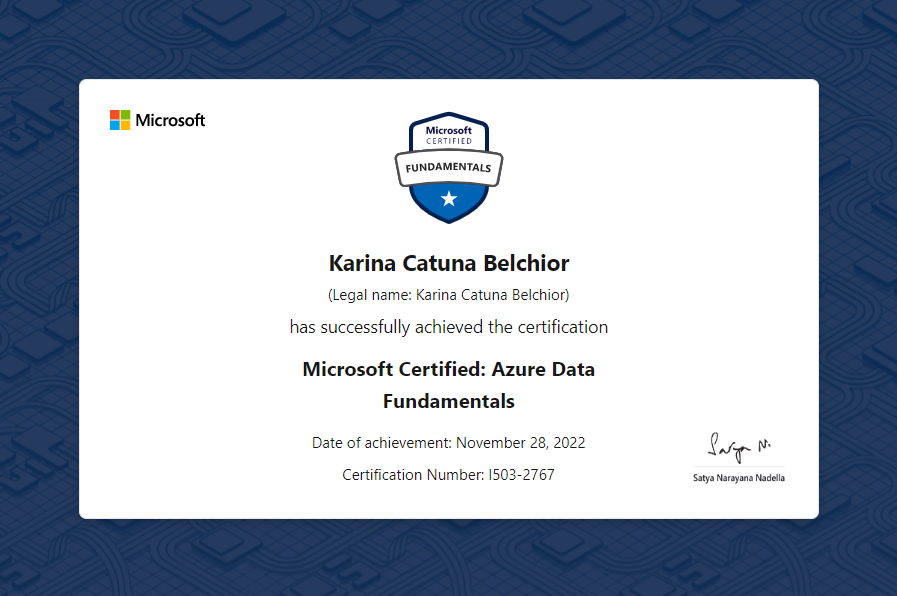 Microsoft
Microsoft
CERTIFIED
FUNDAMENTALS
Karina Catuna Belchior
(Legal name: Karina Catuna Belchior)
has successfully achieved the certification
Microsoft Certified: Azure Data
Fundamentals
Date of achievement: November 28, 2022
Certification Number: I503-2767
Satya N.
Satya Narayana Nadella